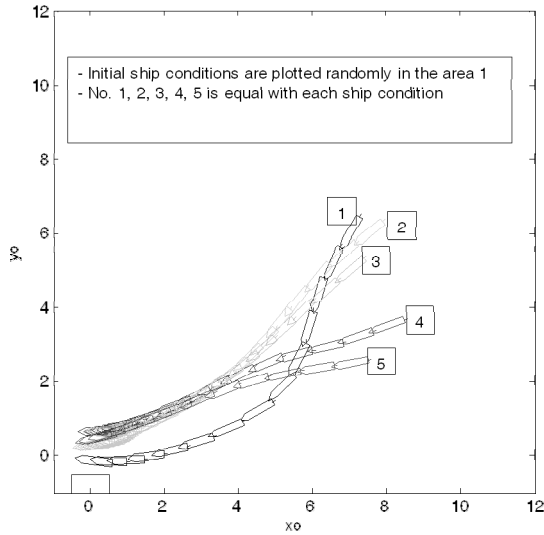 12
10
- Initial ship conditions are plotted randomly in the area 1
- No. 1, 2, 3, 4, 5 is equal with each ship condition
8
6
1
2
3
yo
4
4
5
2
0
0 2 4 6 8 10 12
xo